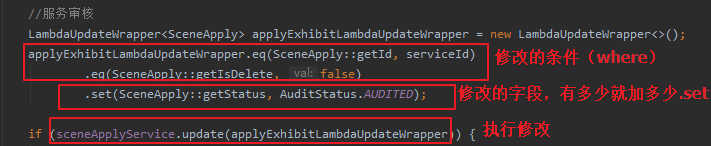 //服务审核
LambdaUpdateWrapper<SceneApply> applyExhibitLambdaUpdateWrapper = new LambdaUpdateWrapper<>();
applyExhibitLambdaUpdateWrapper.eq(SceneApply::getId, serviceId) 修改的条件（where）
.eq(SceneApply::getIsDelete, val: false)
.set(SceneApply::getStatus, AuditStatus.AUDITED); 修改的字段，有多少就加多少.set
if (sceneApplyService.update(applyExhibitLambdaUpdateWrapper)) { 执行修改